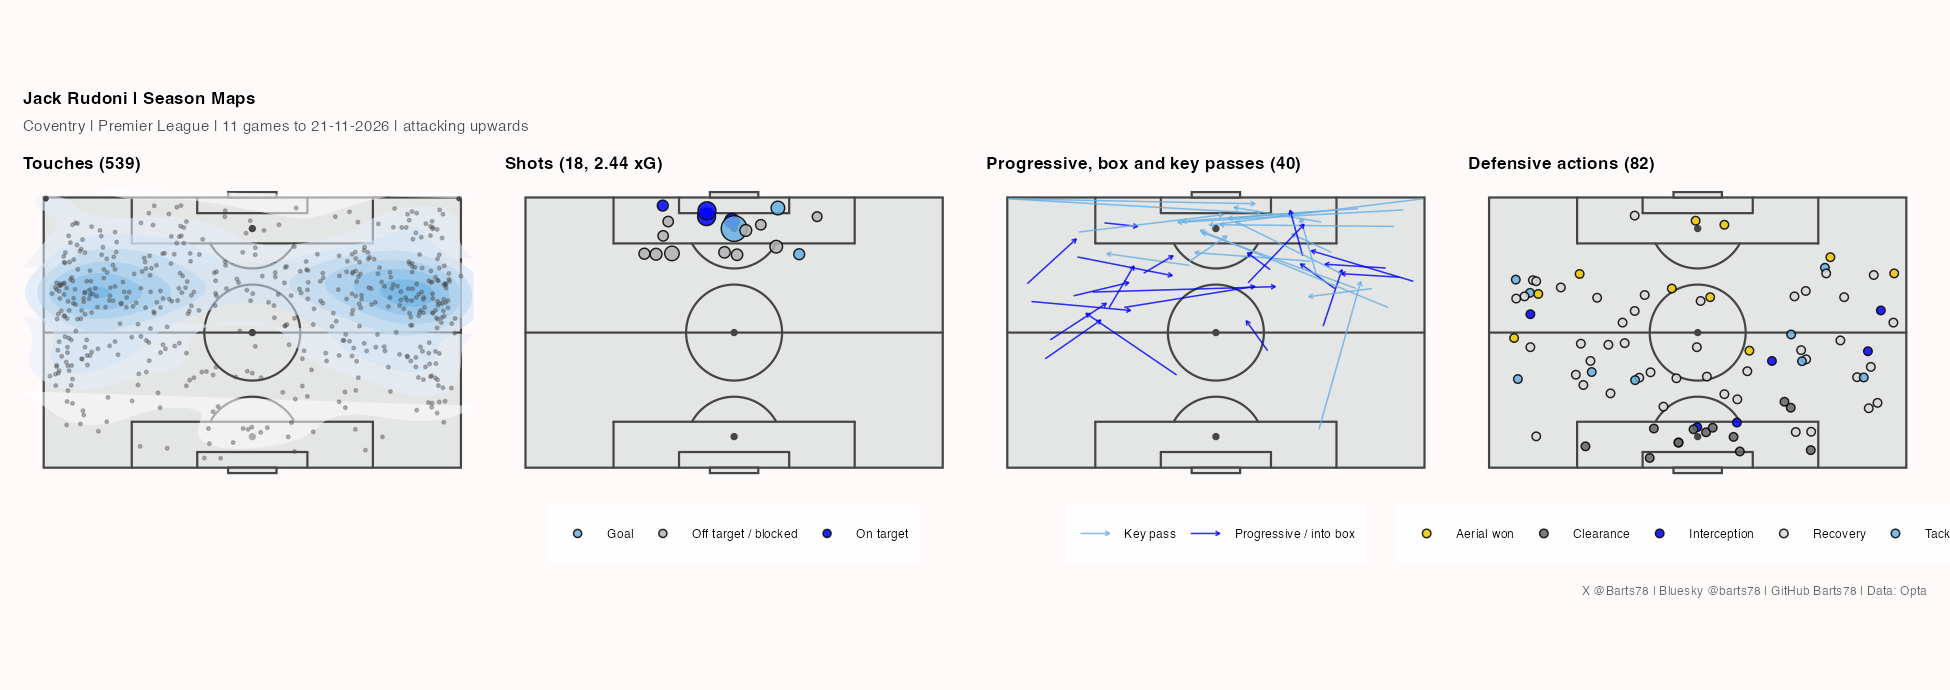 Jack Rudoni | Season Maps
Coventry | Premier League | 11 games to 21-11-2026 | attacking upwards
Touches (539)
Shots (18, 2.44 xG)
Progressive, box and key passes (40)
Defensive actions (82)
Goal
Off target / blocked
On target
Key pass
Progressive / into box
Aerial won
Clearance
Interception
Recovery
Tack
X @Barts78 | Bluesky @barts78 | GitHub Barts78 | Data: Opta